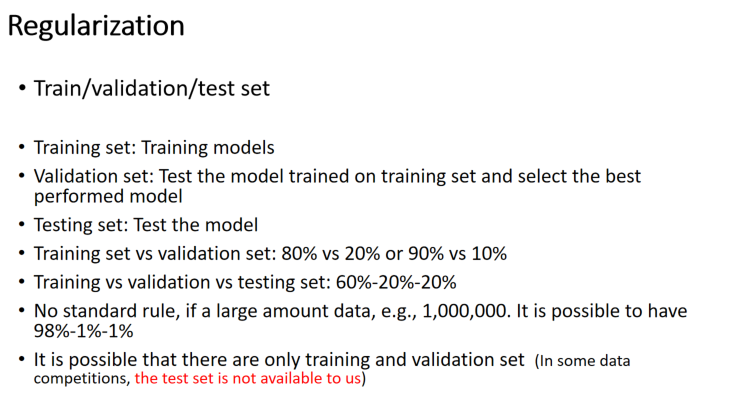 Regularization
• Train/validation/test set
• Training set: Training models
• Validation set: Test the model trained on training set and select the best
performed model
• Testing set: Test the model
• Training set vs validation set: 80% vs 20% or 90% vs 10%
• Training vs validation vs testing set: 60%-20%-20%
• No standard rule, if a large amount data, e.g., 1,000,000. It is possible to have
98%-1%-1%
• It is possible that there are only training and validation set (In some data
competitions, the test set is not available to us)